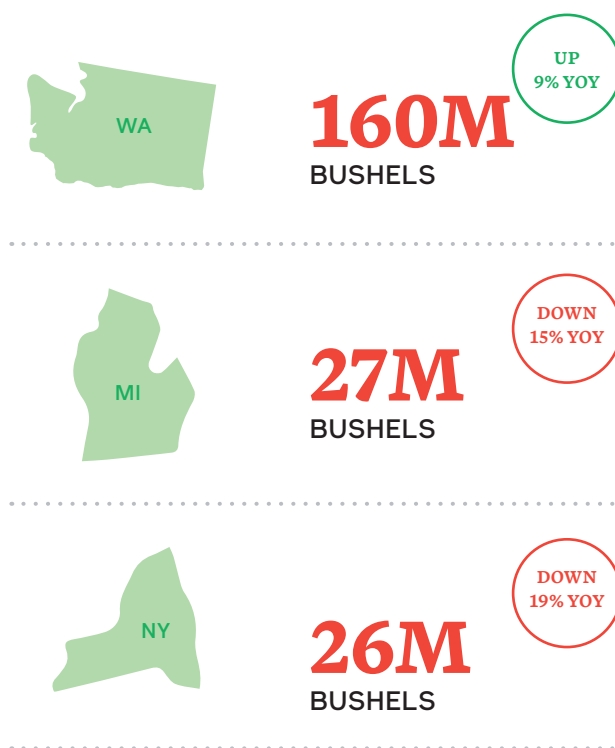 WA
160M
BUSHELS
UP
9% YOY
MI
27M
BUSHELS
DOWN
15% YOY
NY
26M
BUSHELS
DOWN
19% YOY